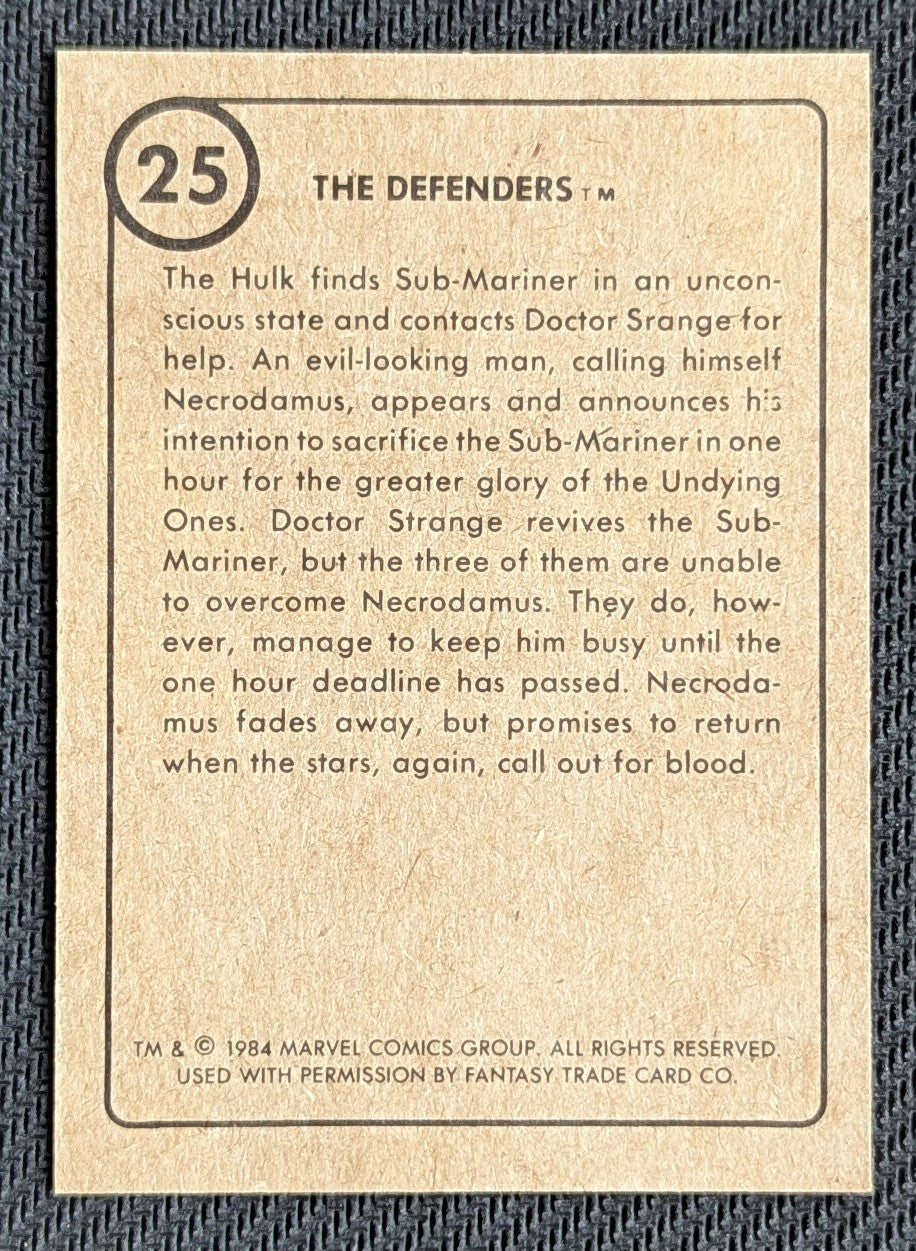 25
THE DEFENDERS TM
The Hulk finds Sub-Mariner in an uncon-
scious state and contacts Doctor Srange for
help. An evil-looking man, calling himself
Necrodamus, appears and announces his
intention to sacrifice the Sub-Mariner in one
hour for the greater glory of the Undying
Ones. Doctor Strange revives the Sub-
Mariner, but the three of them are unable
to overcome Necrodamus. They do, how-
ever, manage to keep him busy until the
one hour deadline has passed. Necroda-
mus fades away, but promises to return
when the stars, again, call out for blood.
TM & © 1984 MARVEL COMICS GROUP. ALL RIGHTS RESERVED.
USED WITH PERMISSION BY FANTASY TRADE CARD CO.